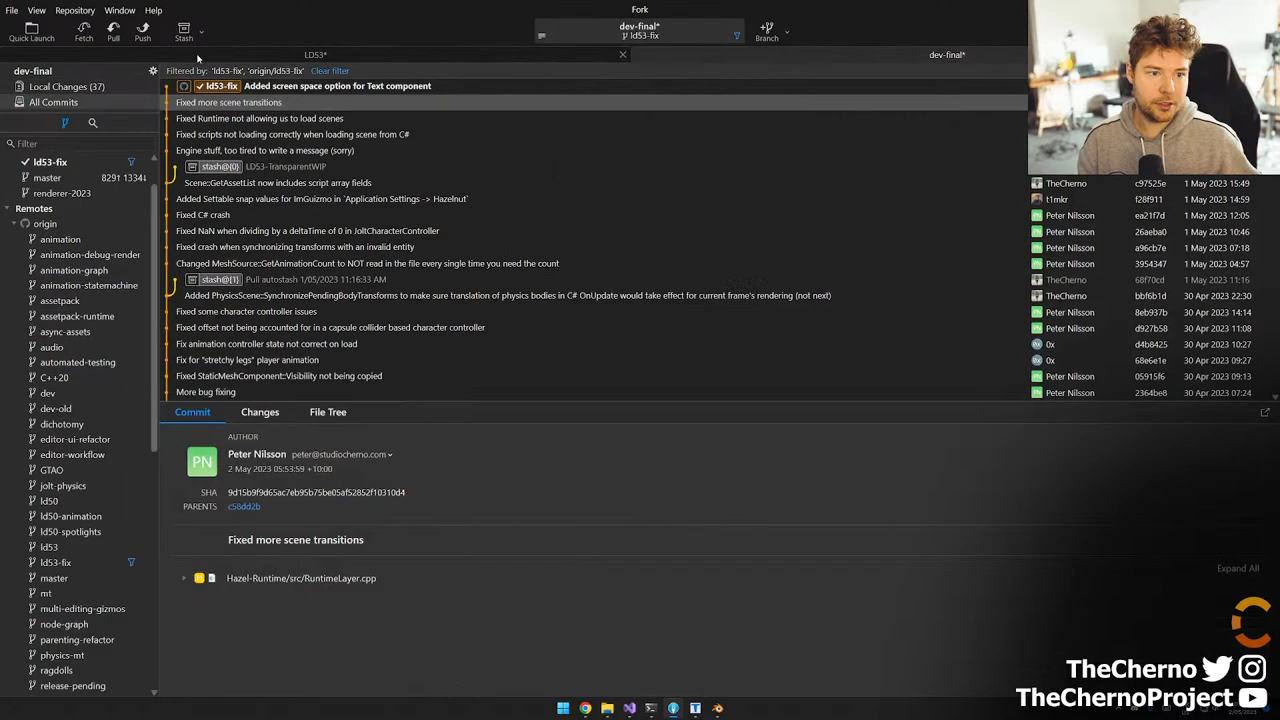 File View Repository Window Help
Fork
Quick Launch Fetch Pull Push Stash
dev-final*
ld53-fix
Branch
LD53*
dev-final*
dev-final
Filtered by: 'ld53-fix', 'origin/ld53-fix' Clear filter
Local Changes (37)
All Commits
Filter
ld53-fix
master 8291 1334
renderer-2023
Remotes
origin
animation
animation-debug-render
animation-graph
animation-statemachine
assetpack
assetpack-runtime
async-assets
audio
automated-testing
C++20
dev
dev-old
dichotomy
editor-ui-refactor
editor-workflow
GTAO
jolt-physics
ld50
ld50-animation
ld50-spotlights
ld53
ld53-fix
master
mt
multi-editing-gizmos
node-graph
parenting-refactor
physics-mt
ragdolls
release-pending
ld53-fix Added screen space option for Text component
Fixed more scene transitions
Fixed Runtime not allowing us to load scenes
Fixed scripts not loading correctly when loading scene from C#
Engine stuff, too tired to write a message (sorry)
stash@{0} LD53-TransparentWIP
Scene::GetAssetList now includes script array fields TheCherno c97525e 1 May 2023 15:49
Added Settable snap values for ImGuizmo in `Application Settings -> Hazelnut` t1mkr f28f911 1 May 2023 14:59
Fixed C# crash Peter Nilsson ea21f7d 1 May 2023 12:05
Fixed NaN when dividing by a deltaTime of 0 in JoltCharacterController Peter Nilsson 26aeba0 1 May 2023 10:46
Fixed crash when synchronizing transforms with an invalid entity Peter Nilsson a96cb7e 1 May 2023 07:18
Changed MeshSource::GetAnimationCount to NOT read in the file every single time you need the count Peter Nilsson 3954347 1 May 2023 04:57
stash@{1} Pull autostash 1/05/2023 11:16:33 AM TheCherno 68f70cd 1 May 2023 11:16
Added PhysicsScene::SynchronizePendingBodyTransforms to make sure translation of physics bodies in C# OnUpdate would take effect for current frame's rendering (not next) TheCherno bbf6b1d 30 Apr 2023 22:30
Fixed some character controller issues Peter Nilsson 8eb937b 30 Apr 2023 14:14
Fixed offset not being accounted for in a capsule collider based character controller Peter Nilsson d927b58 30 Apr 2023 11:08
Fix animation controller state not correct on load 0x d4b8425 30 Apr 2023 10:27
Fix for "stretchy legs" player animation 0x 68e6e1e 30 Apr 2023 09:27
Fixed StaticMeshComponent::Visibility not being copied Peter Nilsson 05915f6 30 Apr 2023 09:13
More bug fixing Peter Nilsson 2364be8 30 Apr 2023 07:24
Commit Changes File Tree
AUTHOR
PN
Peter Nilsson peter@studiocherno.com
2 May 2023 05:53:59 +10:00
SHA 9d15b9f9d65ac7eb95b75be05af52852f10310d4
PARENTS c58dd2b
Fixed more scene transitions
Expand All
Hazel-Runtime/src/RuntimeLayer.cpp
TheCherno
TheChernoProject